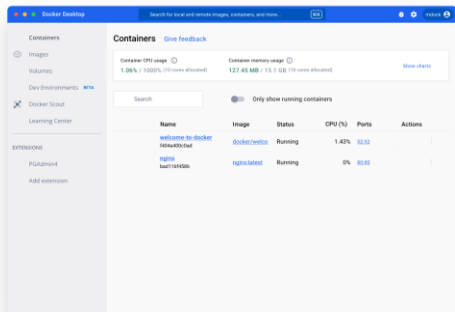 Docker Desktop
Search for local and remote images, containers, and more...
Containers
Images
Volumes
Dev Environments BETA
Docker Scout
Learning Center
EXTENSIONS
PGAdmin4
Add extension
Containers Give feedback
Container CPU usage
1.06% / 1000% (10 cores allocated)
Container memory usage
127.45 MB / 15.1 GB (10 cores allocated)
Show charts
Search
Only show running containers
Name Image Status CPU (%) Ports Actions
welcome-to-docker docker/welco Running 1.43%
nginx nginx:latest Running 0%